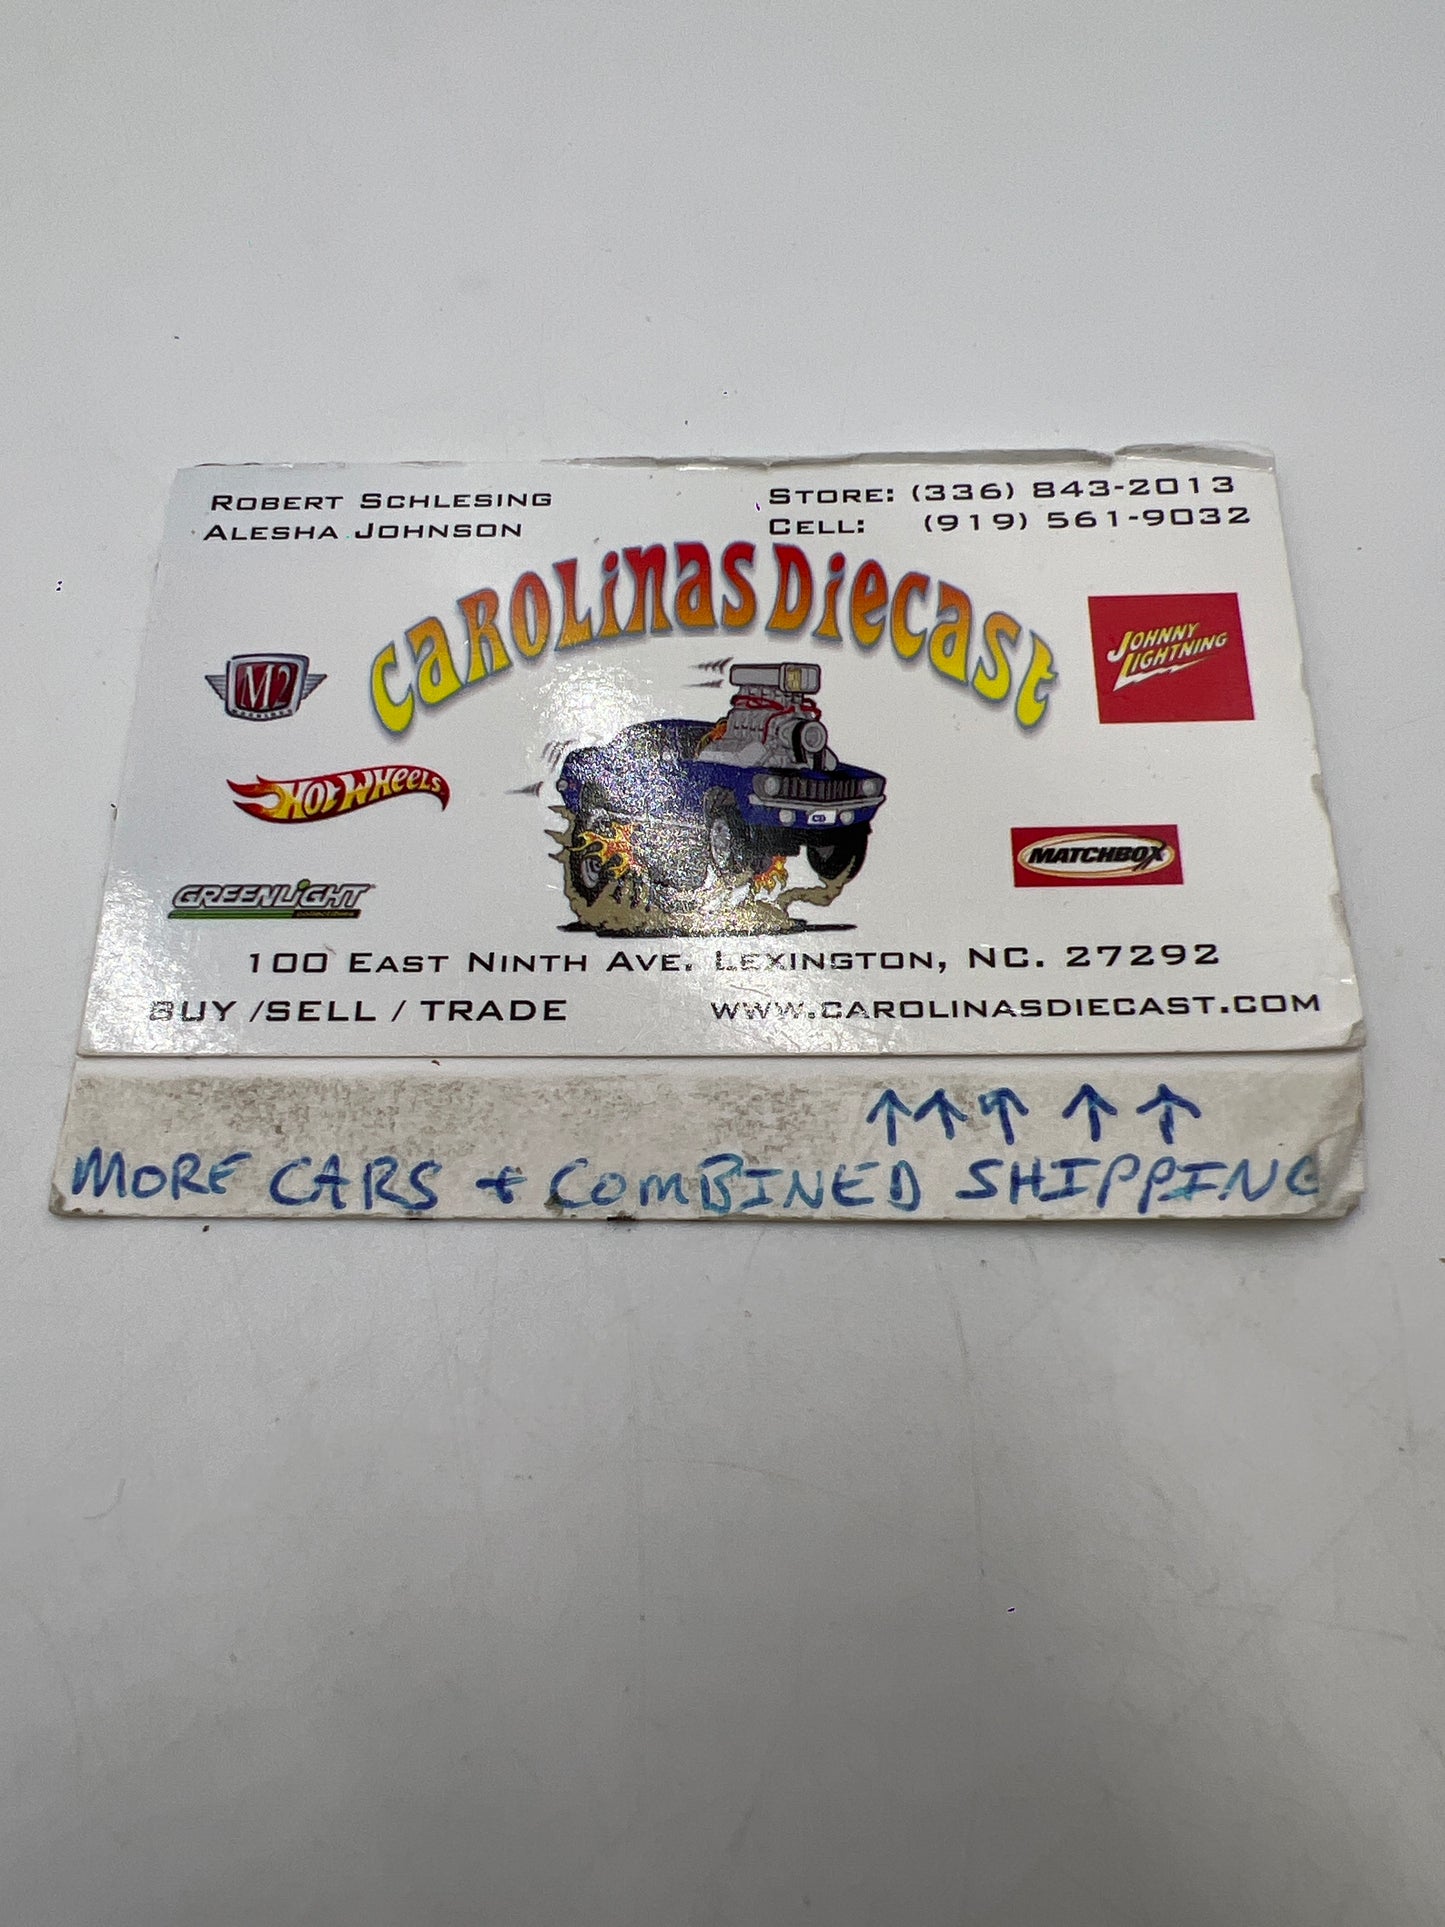 ROBERT SCHLESING
ALESHA JOHNSON
STORE: (336) 843-2013
CELL: (919) 561-9032
CAROLINAS DIECAST
M2
MACHINES
JOHNNY
LIGHTNING
HOT WHEELS
MATCHBOX
GREENLIGHT
collectibles
100 EAST NINTH AVE. LEXINGTON, NC. 27292
BUY /SELL / TRADE
WWW.CAROLINASDIECAST.COM
↑ ↑ ↑ ↑ ↑
MORE CARS + COMBINED SHIPPING